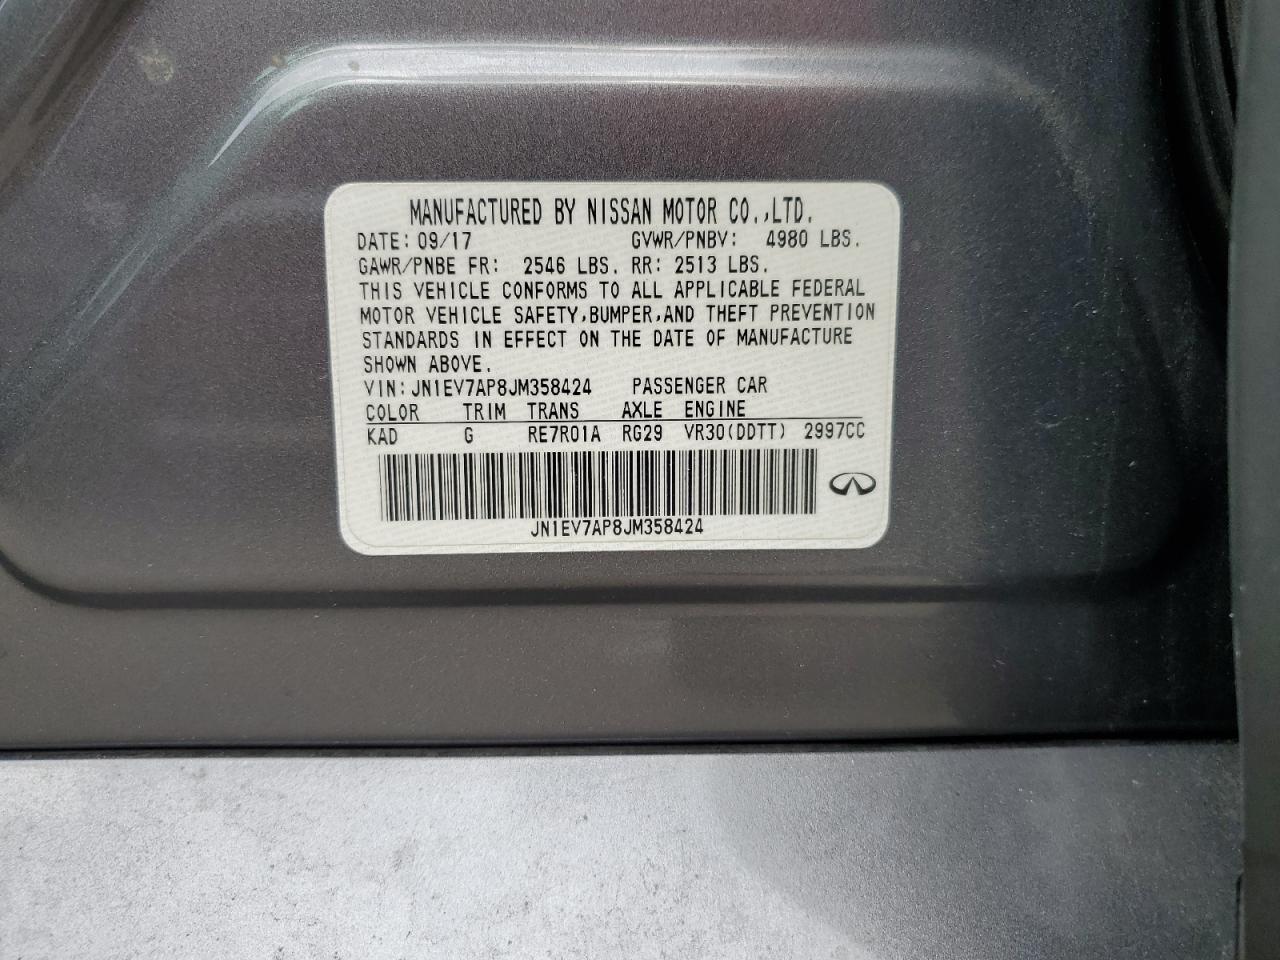 MANUFACTURED BY NISSAN MOTOR CO.,LTD.
DATE: 09/17 GVWR/PNBV: 4980 LBS.
GAWR/PNBE FR: 2546 LBS. RR: 2513 LBS.
THIS VEHICLE CONFORMS TO ALL APPLICABLE FEDERAL
MOTOR VEHICLE SAFETY,BUMPER,AND THEFT PREVENTION
STANDARDS IN EFFECT ON THE DATE OF MANUFACTURE
SHOWN ABOVE.
VIN:JN1EV7AP8JM358424 PASSENGER CAR
COLOR TRIM TRANS AXLE ENGINE
KAD G RE7R01A RG29 VR30(DDTT) 2997CC
JN1EV7AP8JM358424